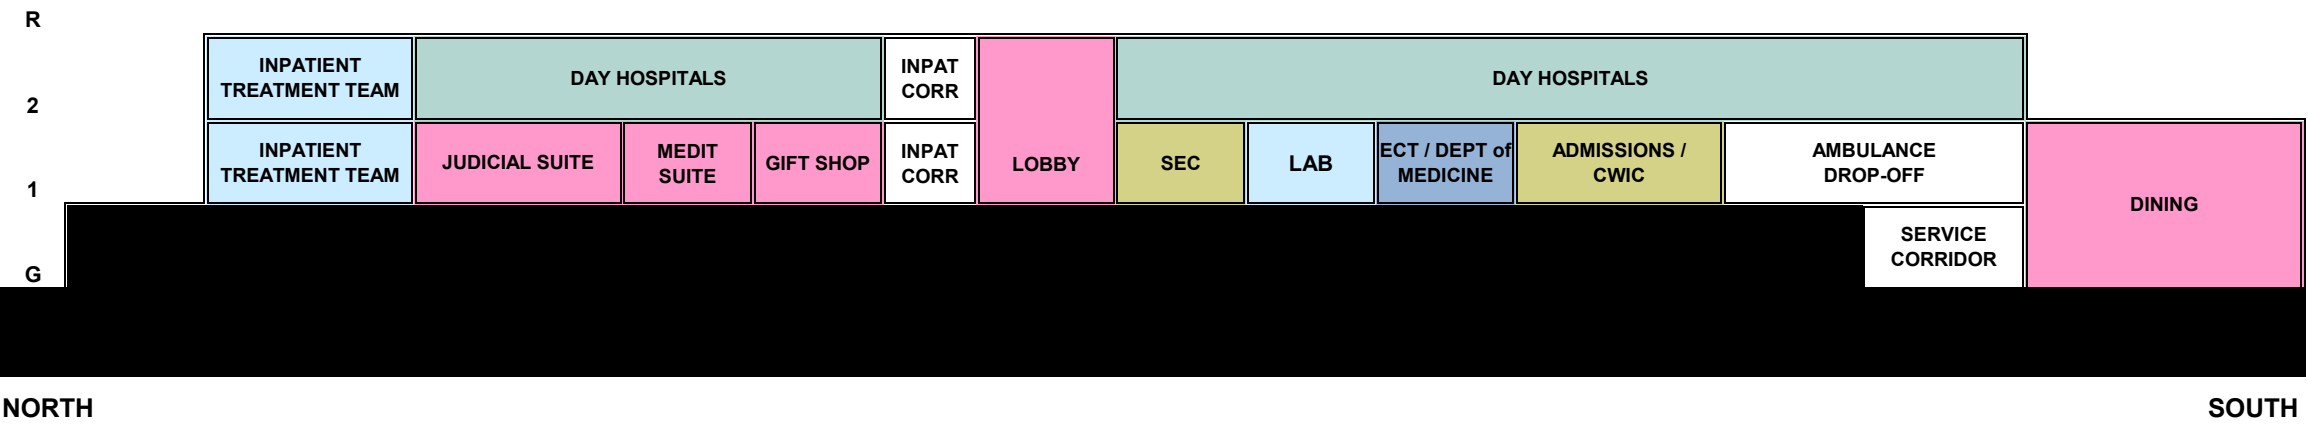 R
INPATIENT
TREATMENT TEAM
DAY HOSPITALS
INPAT
CORR
DAY HOSPITALS
2
INPATIENT
TREATMENT TEAM
JUDICIAL SUITE
MEDIT
SUITE
GIFT SHOP
INPAT
CORR
LOBBY
SEC
LAB
ECT / DEPT of
MEDICINE
ADMISSIONS /
CWIC
AMBULANCE
DROP-OFF
1
DINING
SERVICE
CORRIDOR
G
NORTH
SOUTH